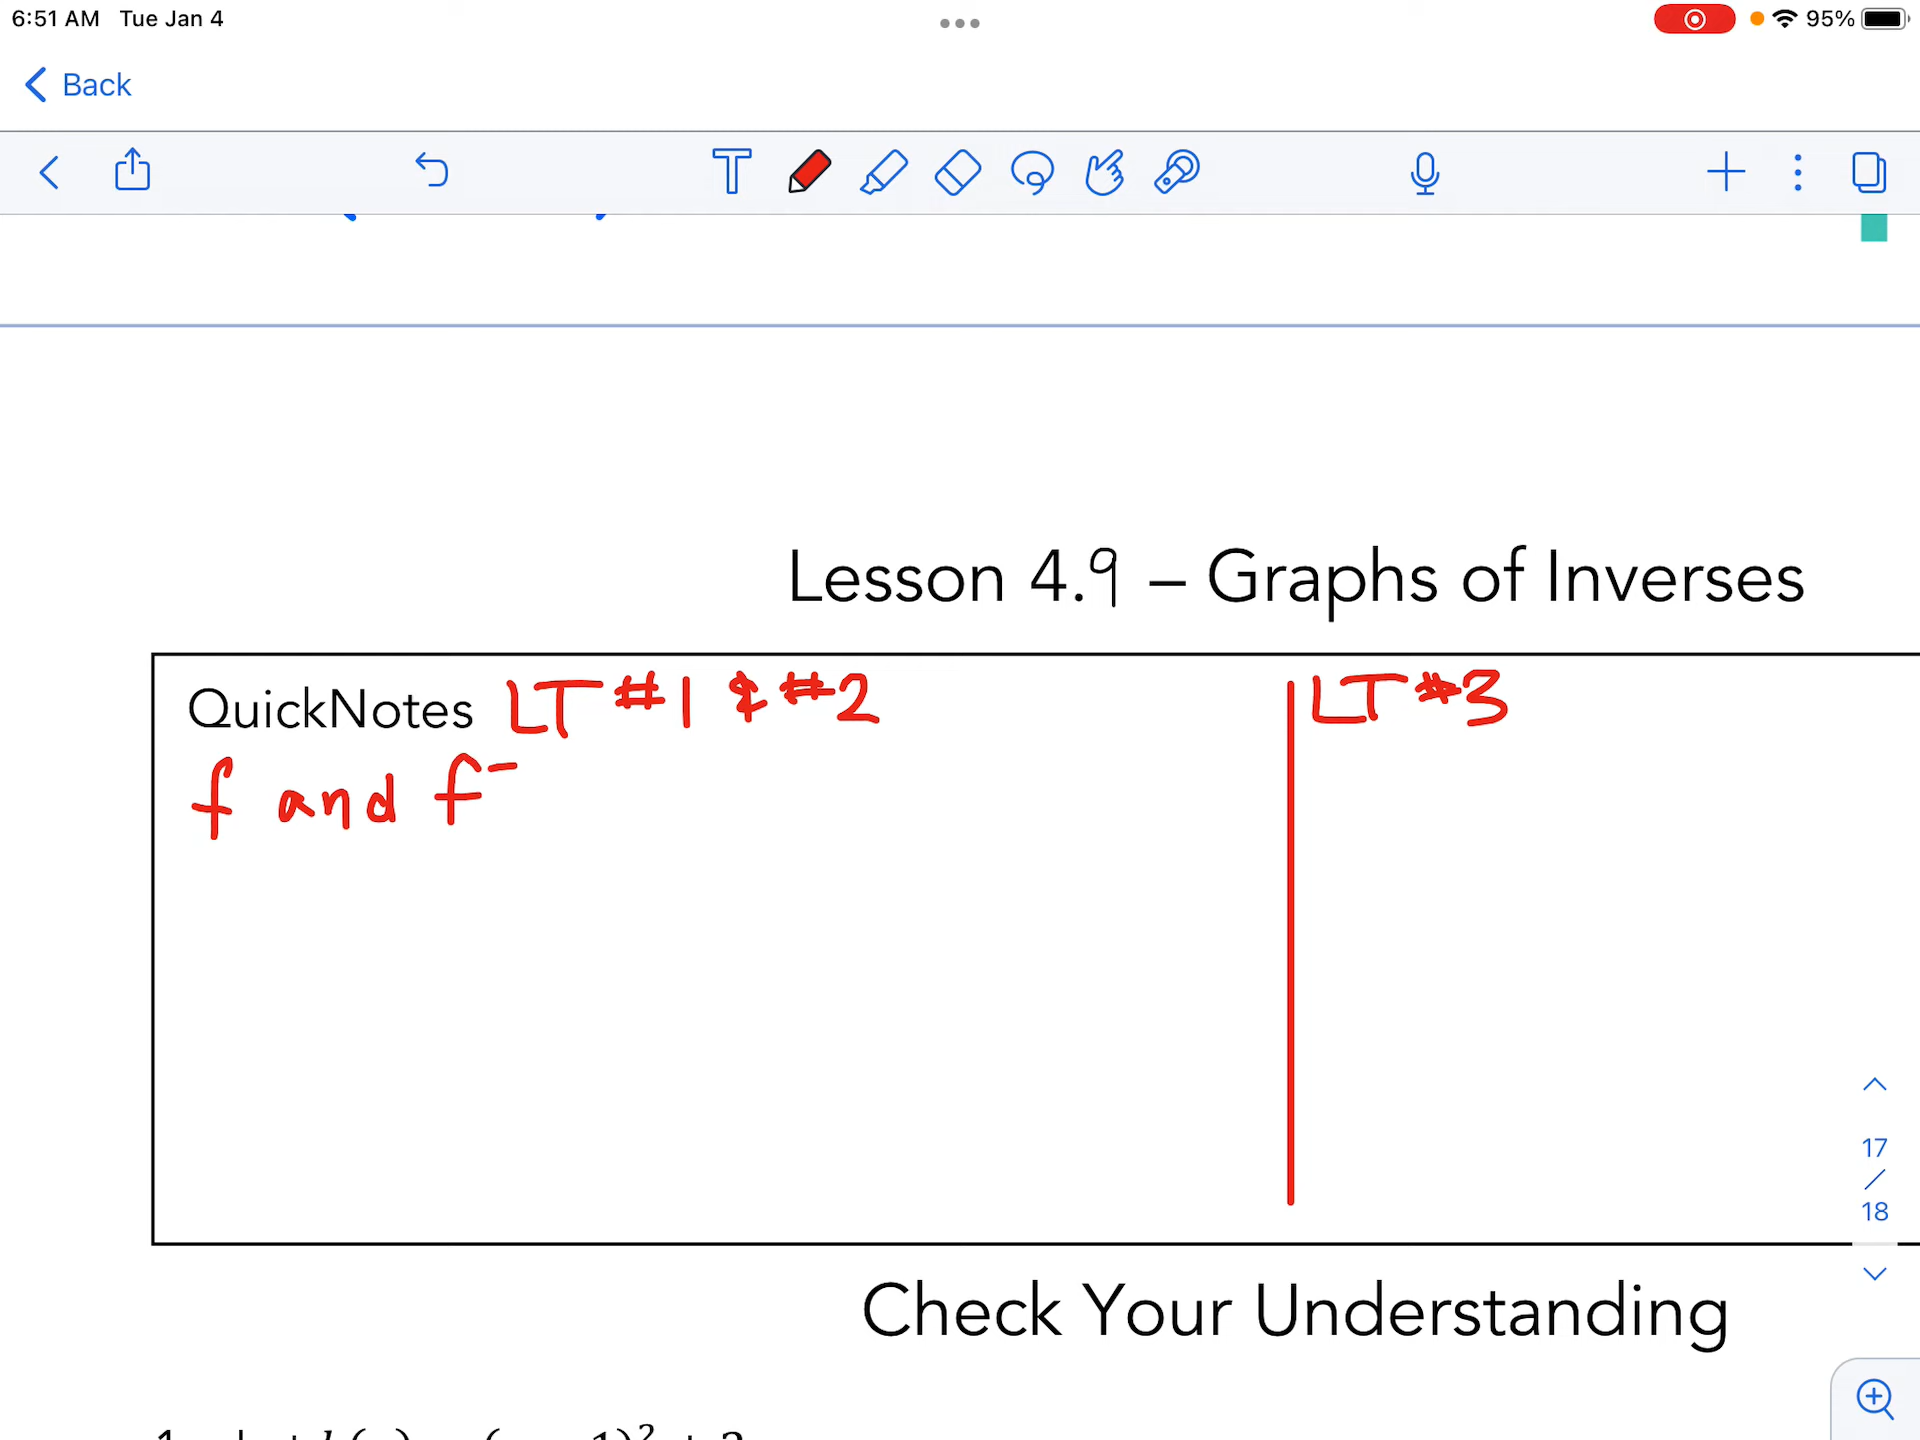 6:51 AM Tue Jan 4
95%
Back
Lesson 4.9 – Graphs of Inverses
QuickNotes LT #1 & #2
LT #3
f and f⁻
17
/
18
Check Your Understanding